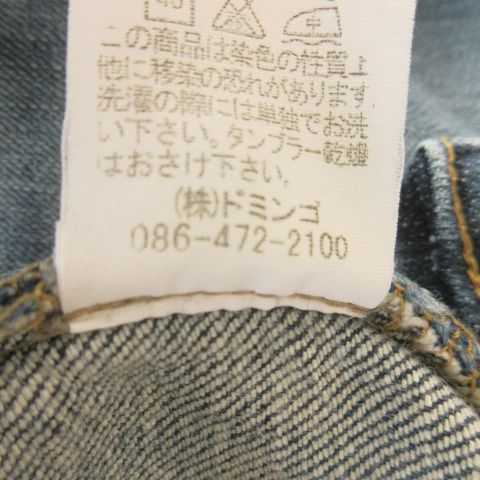 40
この商品は染色の性質上
他に移染の恐れがあります
洗濯の際には単独でお洗
い下さい。タンブラー乾燥
はおさけ下さい。
(株)ドミンゴ
086-472-2100